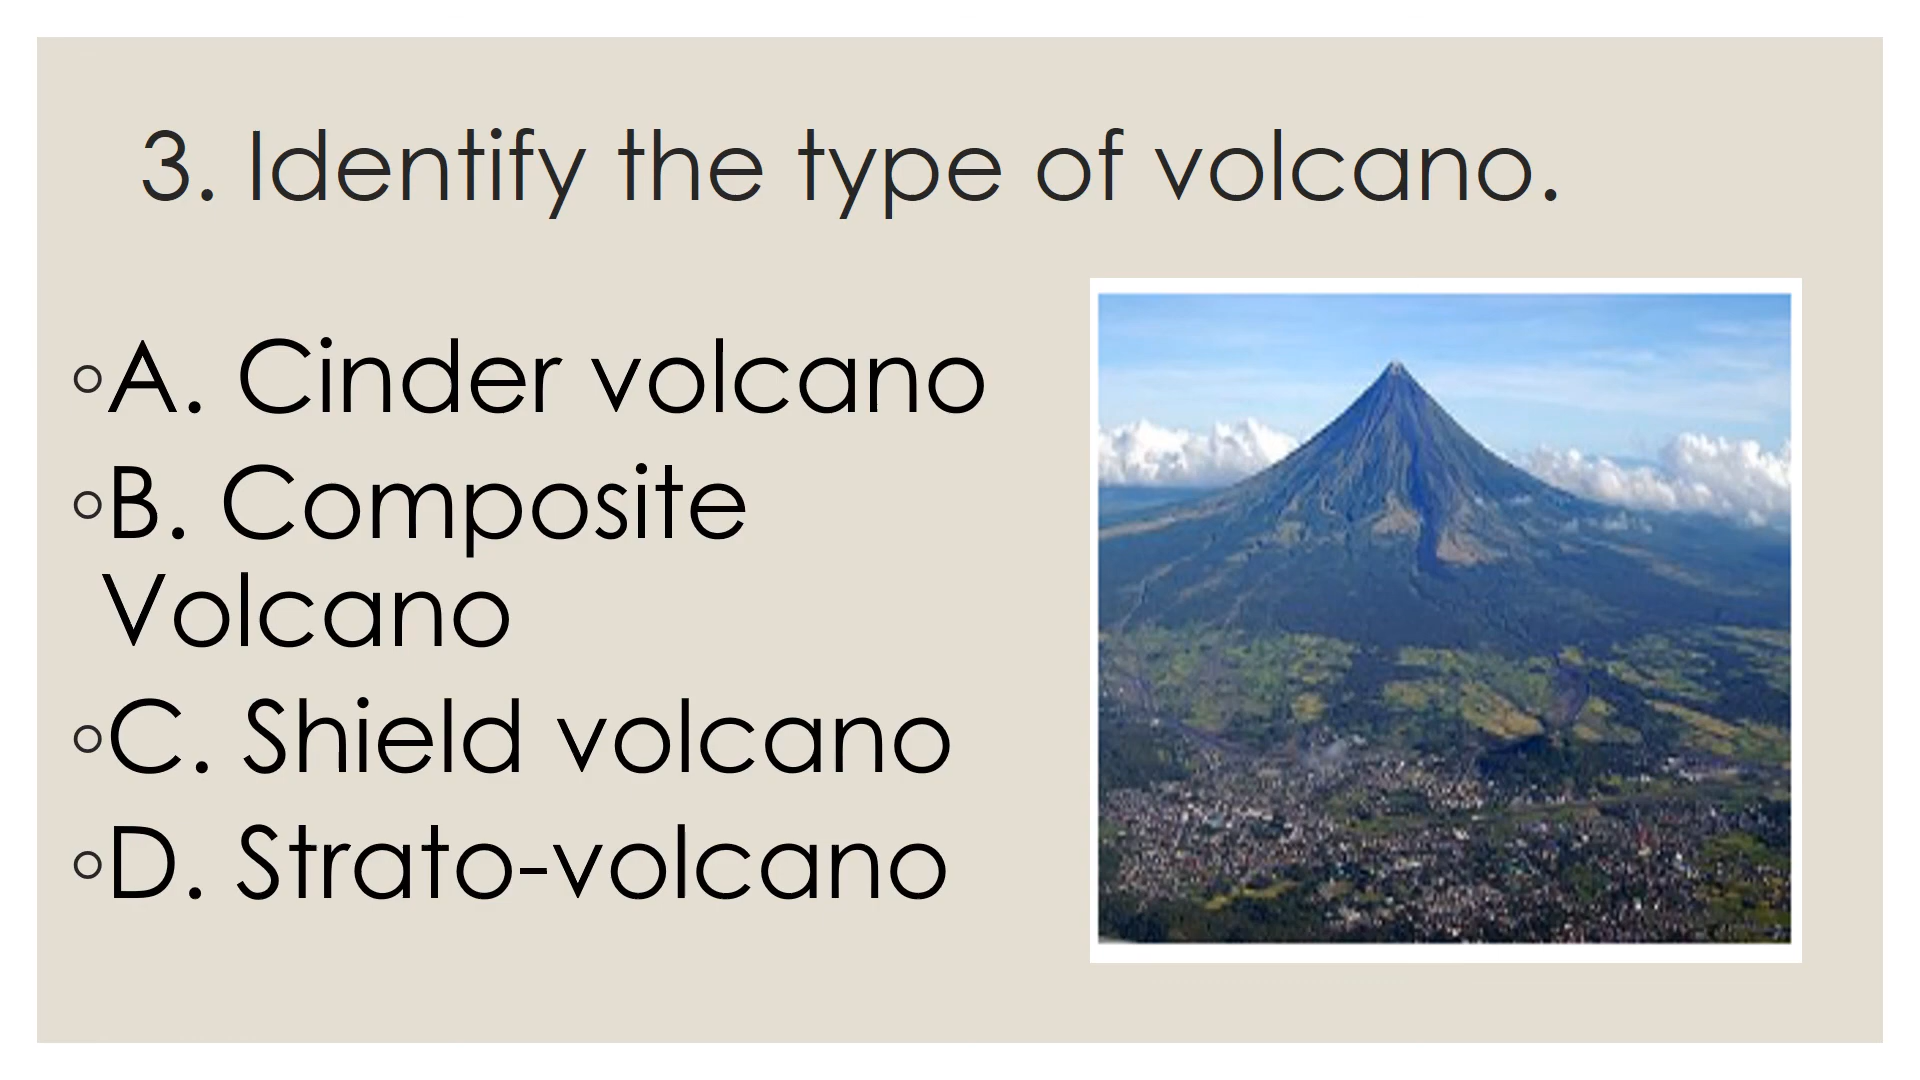 3. Identify the type of volcano.
◦A. Cinder volcano
◦B. Composite
Volcano
◦C. Shield volcano
◦D. Strato-volcano